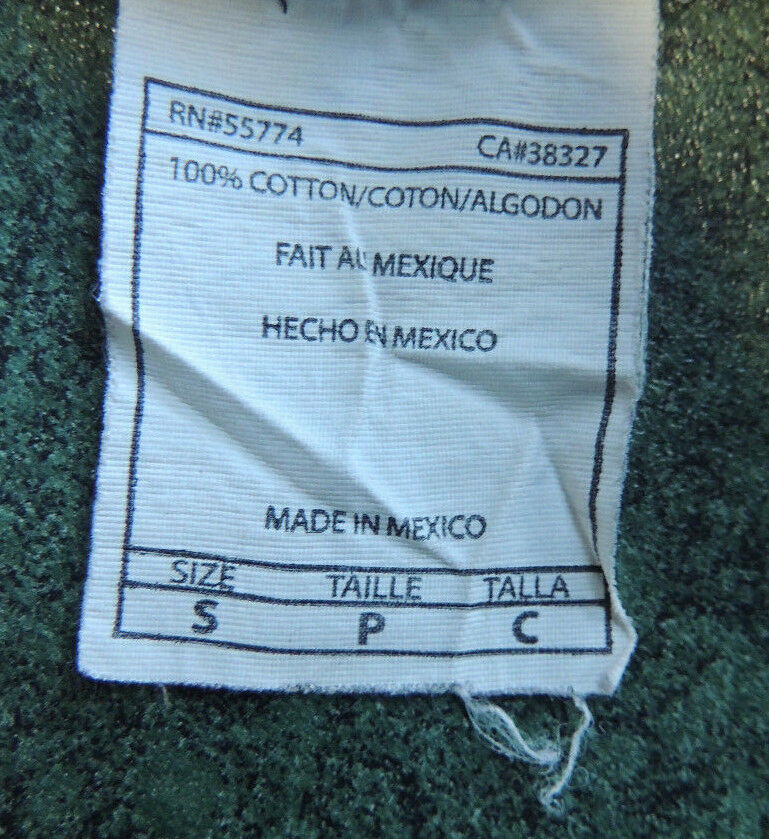 RN#55774 CA#38327
100% COTTON/COTON/ALGODON
FAIT AU MEXIQUE
HECHO EN MEXICO
MADE IN MEXICO
SIZE TAILLE TALLA
S P C